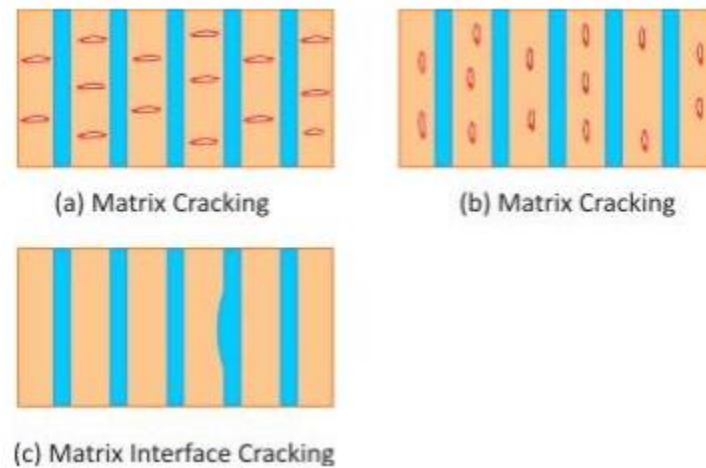 (a) Matrix Cracking
(b) Matrix Cracking
(c) Matrix Interface Cracking